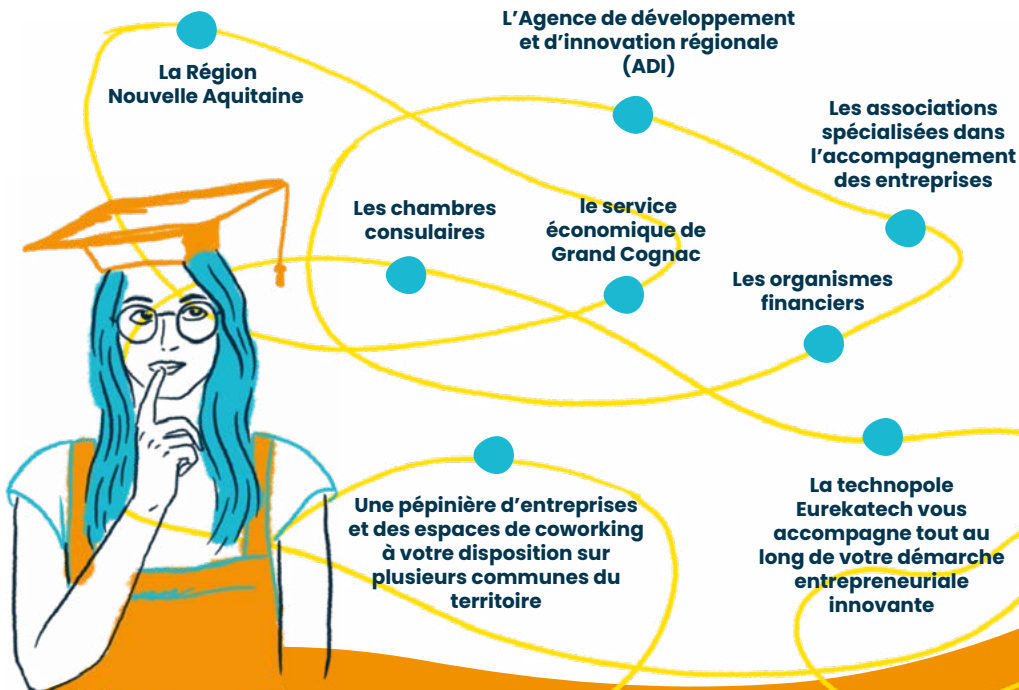 La Région
Nouvelle Aquitaine
L'Agence de développement
et d'innovation régionale
(ADI)
Les associations
spécialisées dans
l'accompagnement
des entreprises
Les chambres
consulaires
le service
économique de
Grand Cognac
Les organismes
financiers
Une pépinière d'entreprises
et des espaces de coworking
à votre disposition sur
plusieurs communes du
territoire
La technopole
Eurekatech vous
accompagne tout au
long de votre démarche
entrepreneuriale
innovante